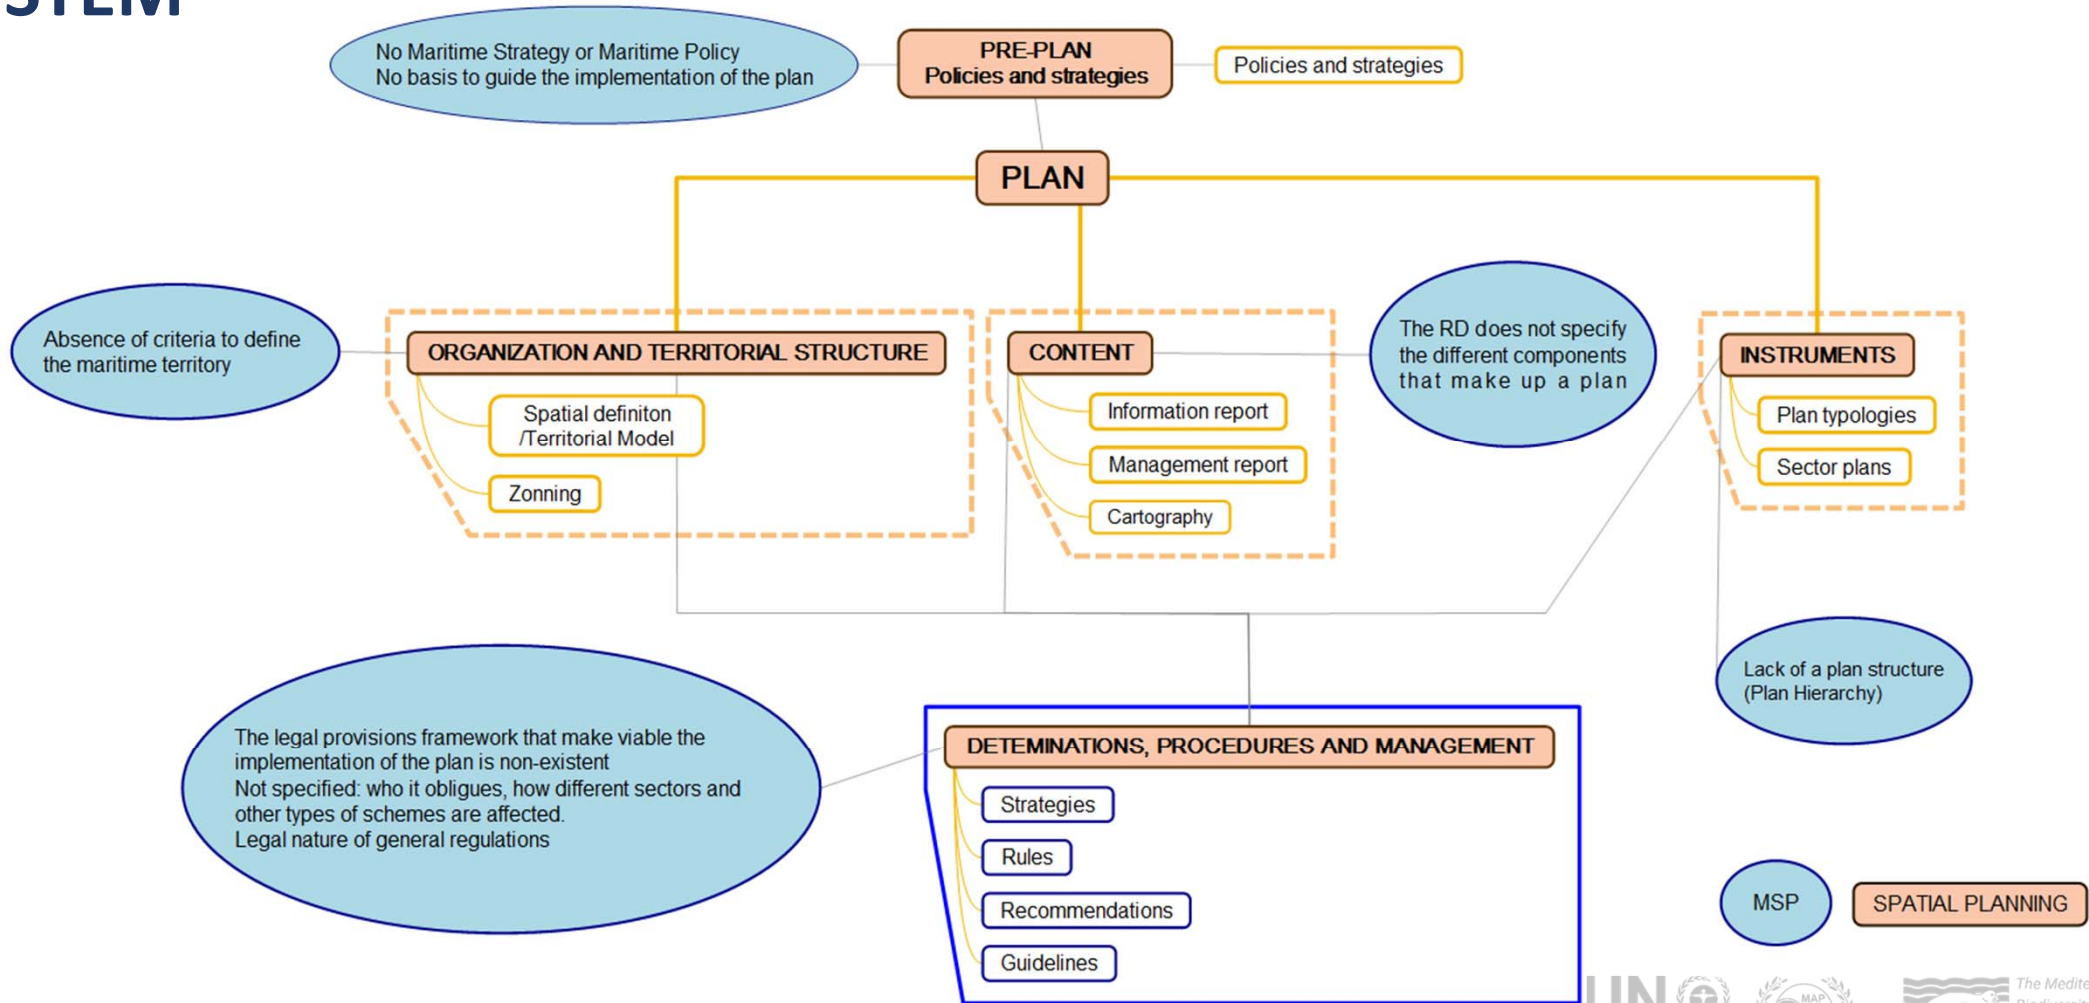 STEM
No Maritime Strategy or Maritime Policy
No basis to guide the implementation of the plan
PRE-PLAN
Policies and strategies
Policies and strategies
PLAN
Absence of criteria to define
the maritime territory
ORGANIZATION AND TERRITORIAL STRUCTURE
Spatial definiton
/Territorial Model
Zonning
CONTENT
Information report
Management report
Cartography
The RD does not specify
the different components
that make up a plan
INSTRUMENTS
Plan typologies
Sector plans
Lack of a plan structure
(Plan Hierarchy)
The legal provisions framework that make viable the
implementation of the plan is non-existent
Not specified: who it obligues, how different sectors and
other types of schemes are affected.
Legal nature of general regulations
DETEMINATIONS, PROCEDURES AND MANAGEMENT
Strategies
Rules
Recommendations
Guidelines
MSP
SPATIAL PLANNING
UN
MAP
The Medite